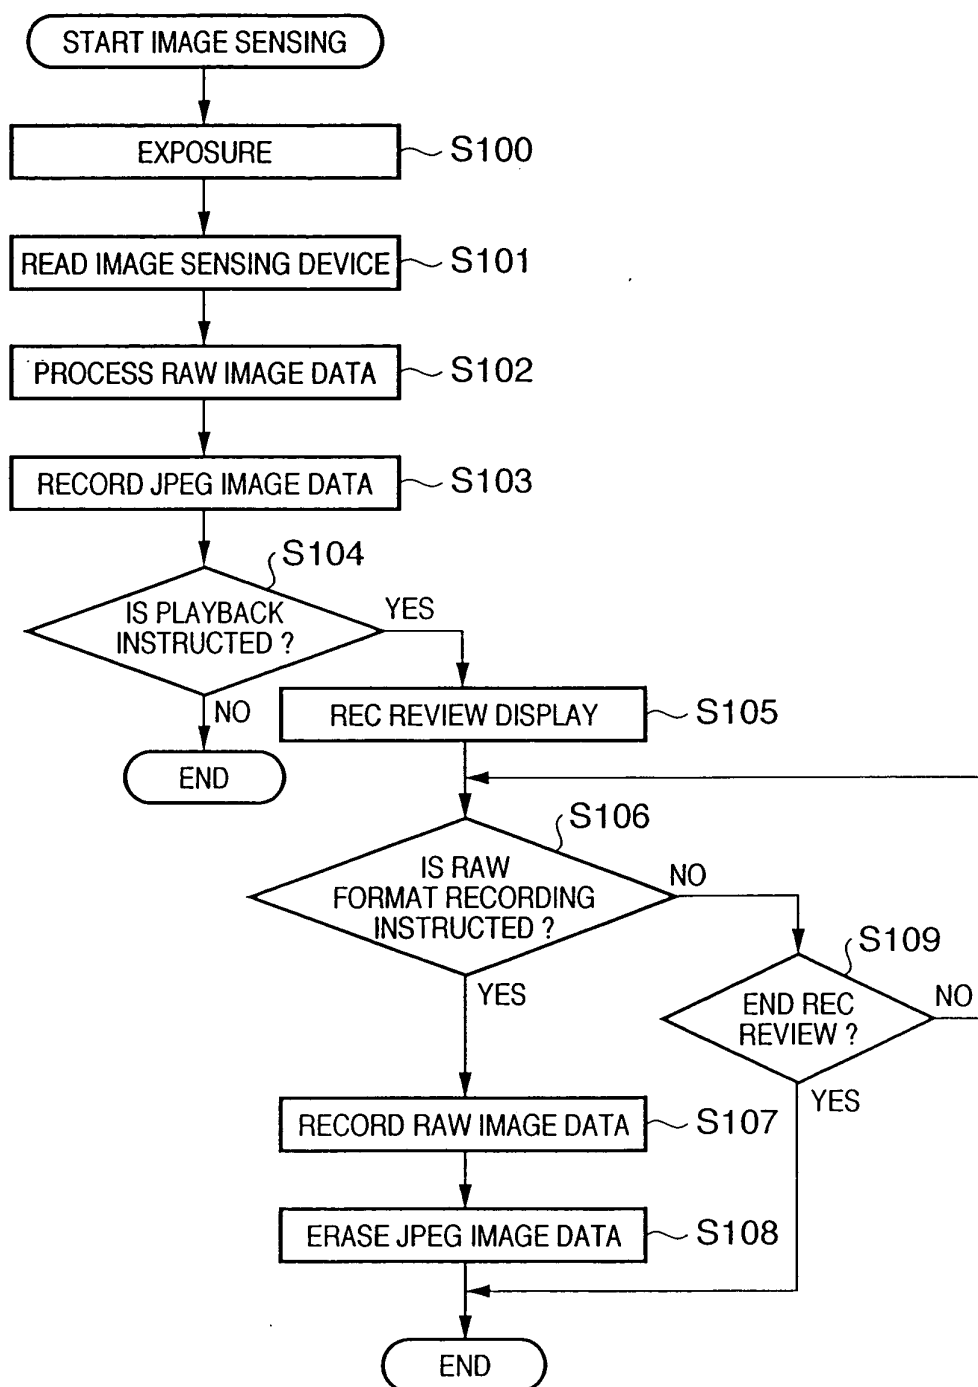 START IMAGE SENSING
EXPOSURE
S100
READ IMAGE SENSING DEVICE
S101
PROCESS RAW IMAGE DATA
S102
RECORD JPEG IMAGE DATA
S103
S104
IS PLAYBACK
INSTRUCTED ?
YES
NO
END
REC REVIEW DISPLAY
S105
S106
IS RAW
FORMAT RECORDING
INSTRUCTED ?
NO
YES
S109
END REC
REVIEW ?
NO
YES
RECORD RAW IMAGE DATA
S107
ERASE JPEG IMAGE DATA
S108
END